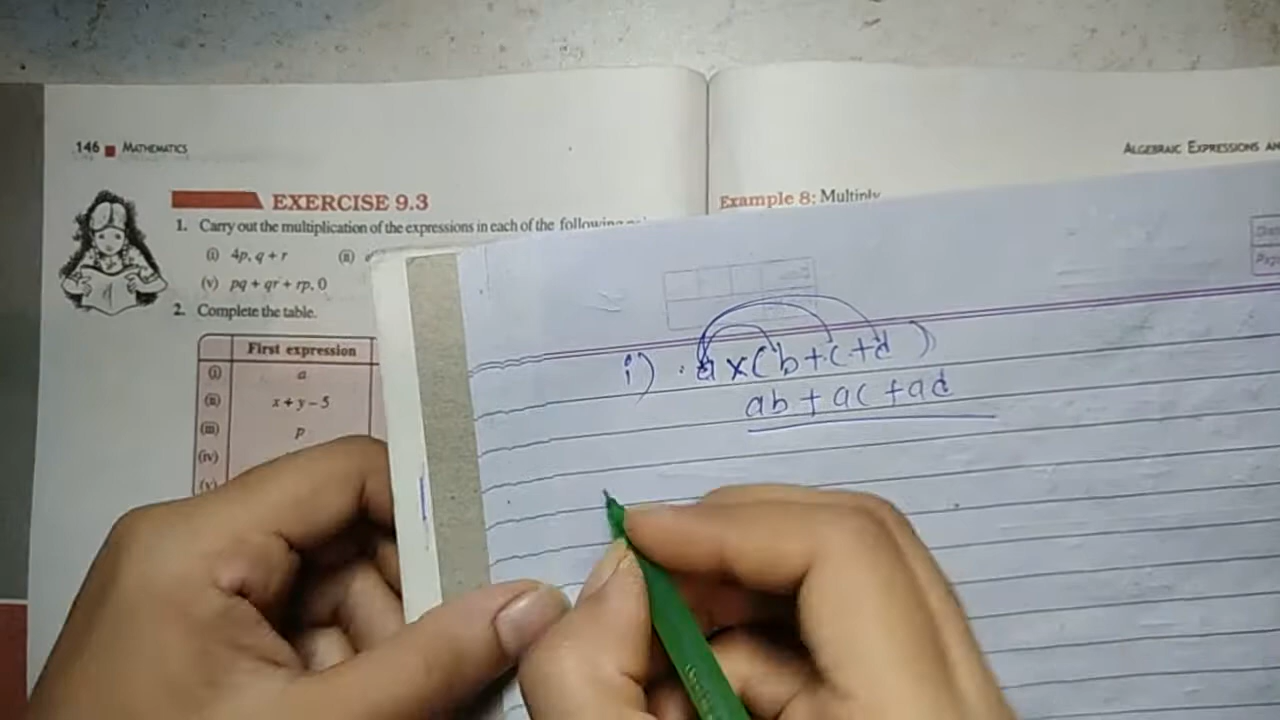 146 ■ MATHEMATICS
EXERCISE 9.3
1. Carry out the multiplication of the expressions in each of the following
(i) 4p, q + r (ii)
(v) pq + qr + rp, 0
2. Complete the table.
First expression
(i) a
(ii) x + y – 5
(iii) p
(iv)
(v)
ALGEBRAIC EXPRESSIONS
Example 8: Multiply
i) . a × (b + c + d)
ab + ac + ad